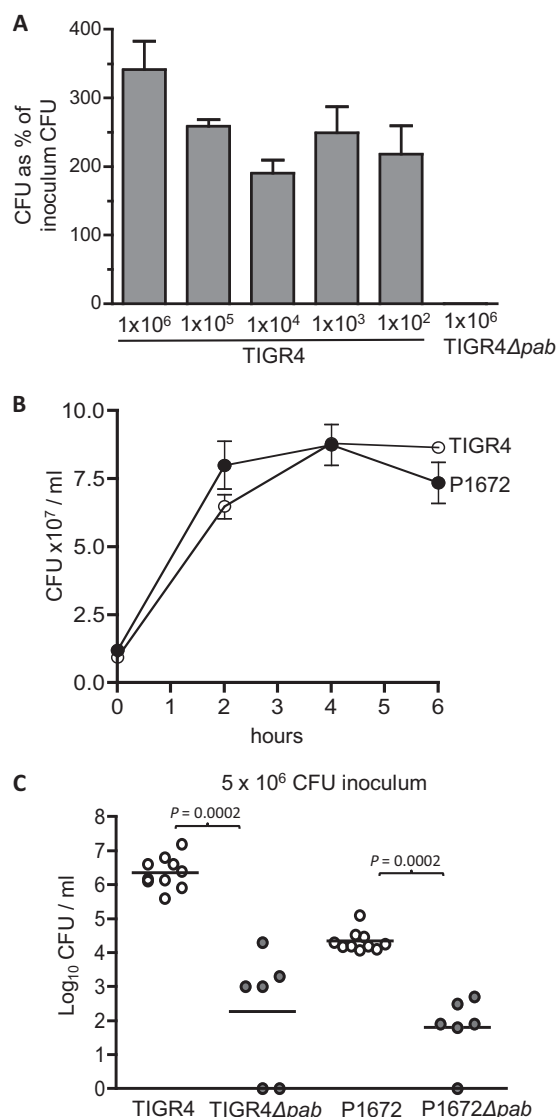 A
CFU as % of
inoculum CFU
400
300
200
100
0
1x10⁶ 1x10⁵ 1x10⁴ 1x10³ 1x10² 1x10⁶
TIGR4 TIGR4Δpab
B
CFU x10⁷ / ml
10.0
7.5
5.0
2.5
0.0
TIGR4
P1672
0 1 2 3 4 5 6
hours
C
5 x 10⁶ CFU inoculum
P = 0.0002
P = 0.0002
Log₁₀ CFU / ml
7
6
5
4
3
2
1
0
TIGR4 TIGR4Δpab P1672 P1672Δpab